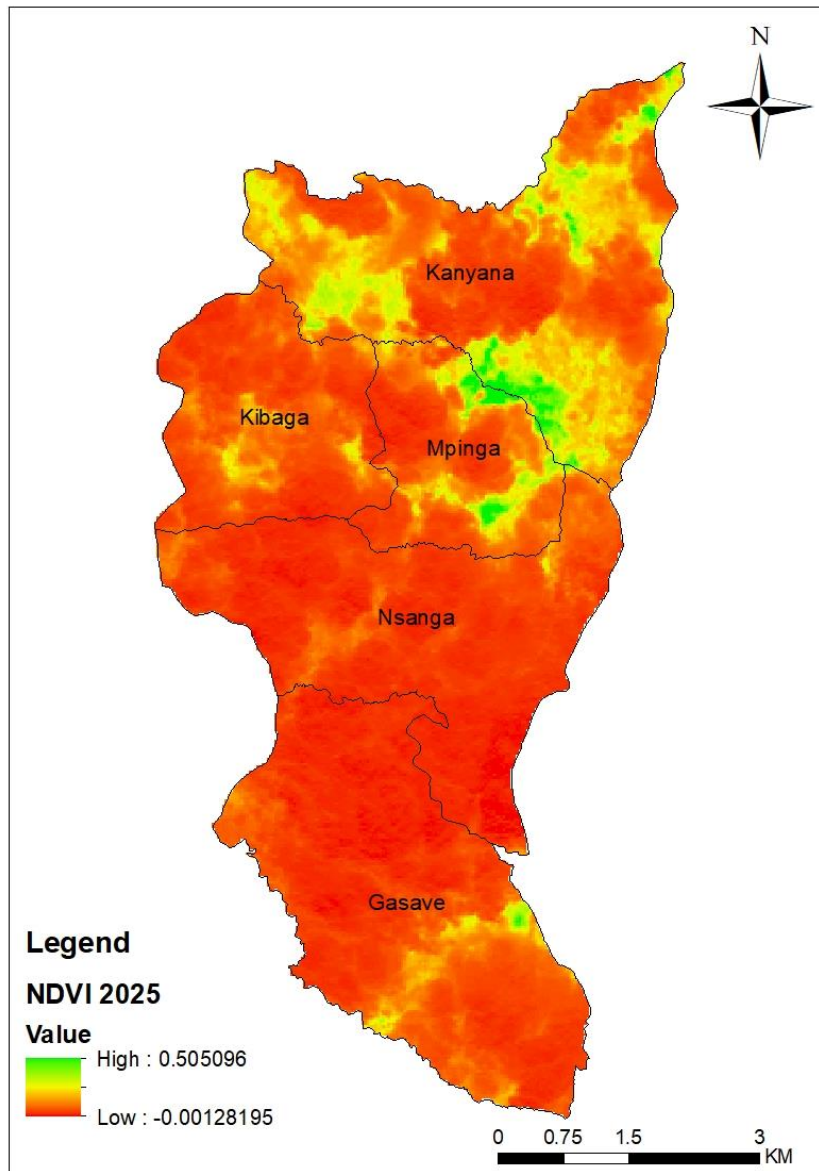 N
Kanyana
Kibaga
Mpinga
Nsanga
Gasave
Legend
NDVI 2025
Value
High : 0.505096
Low : -0.00128195
0 0.75 1.5 3
KM